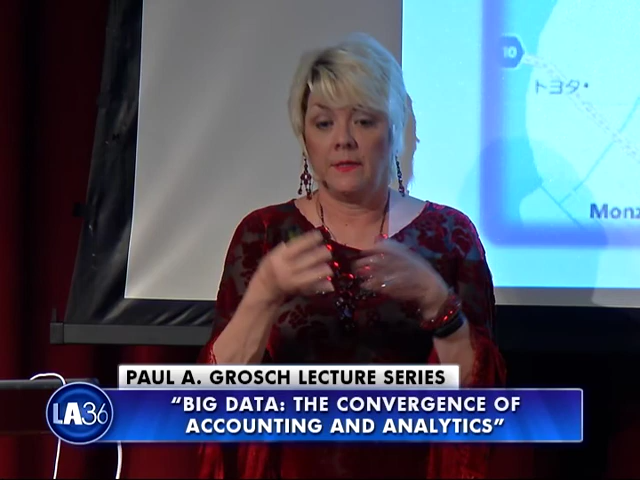 10
トヨタ
Monz
PAUL A. GROSCH LECTURE SERIES
LA36
“BIG DATA: THE CONVERGENCE OF
ACCOUNTING AND ANALYTICS”